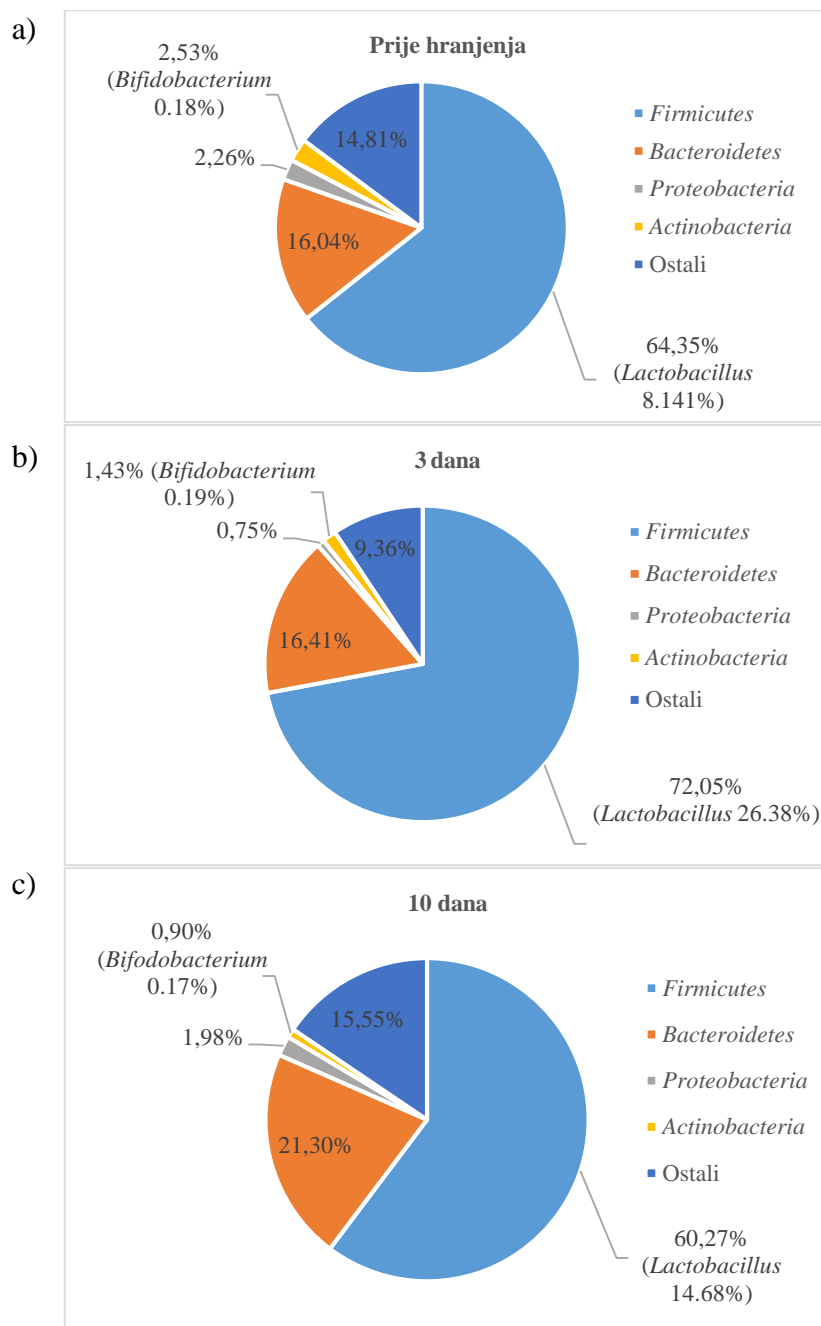 a)
Prije hranjenja
2,53%
(Bifidobacterium
0.18%)
2,26%
14,81%
16,04%
64,35%
(Lactobacillus
8.141%)
Firmicutes
Bacteroidetes
Proteobacteria
Actinobacteria
Ostali
b)
3 dana
1,43% (Bifidobacterium
0.19%)
0,75%
9,36%
16,41%
72,05%
(Lactobacillus 26.38%)
Firmicutes
Bacteroidetes
Proteobacteria
Actinobacteria
Ostali
c)
10 dana
0,90%
(Bifodobacterium
0.17%)
1,98%
15,55%
21,30%
60,27%
(Lactobacillus
14.68%)
Firmicutes
Bacteroidetes
Proteobacteria
Actinobacteria
Ostali